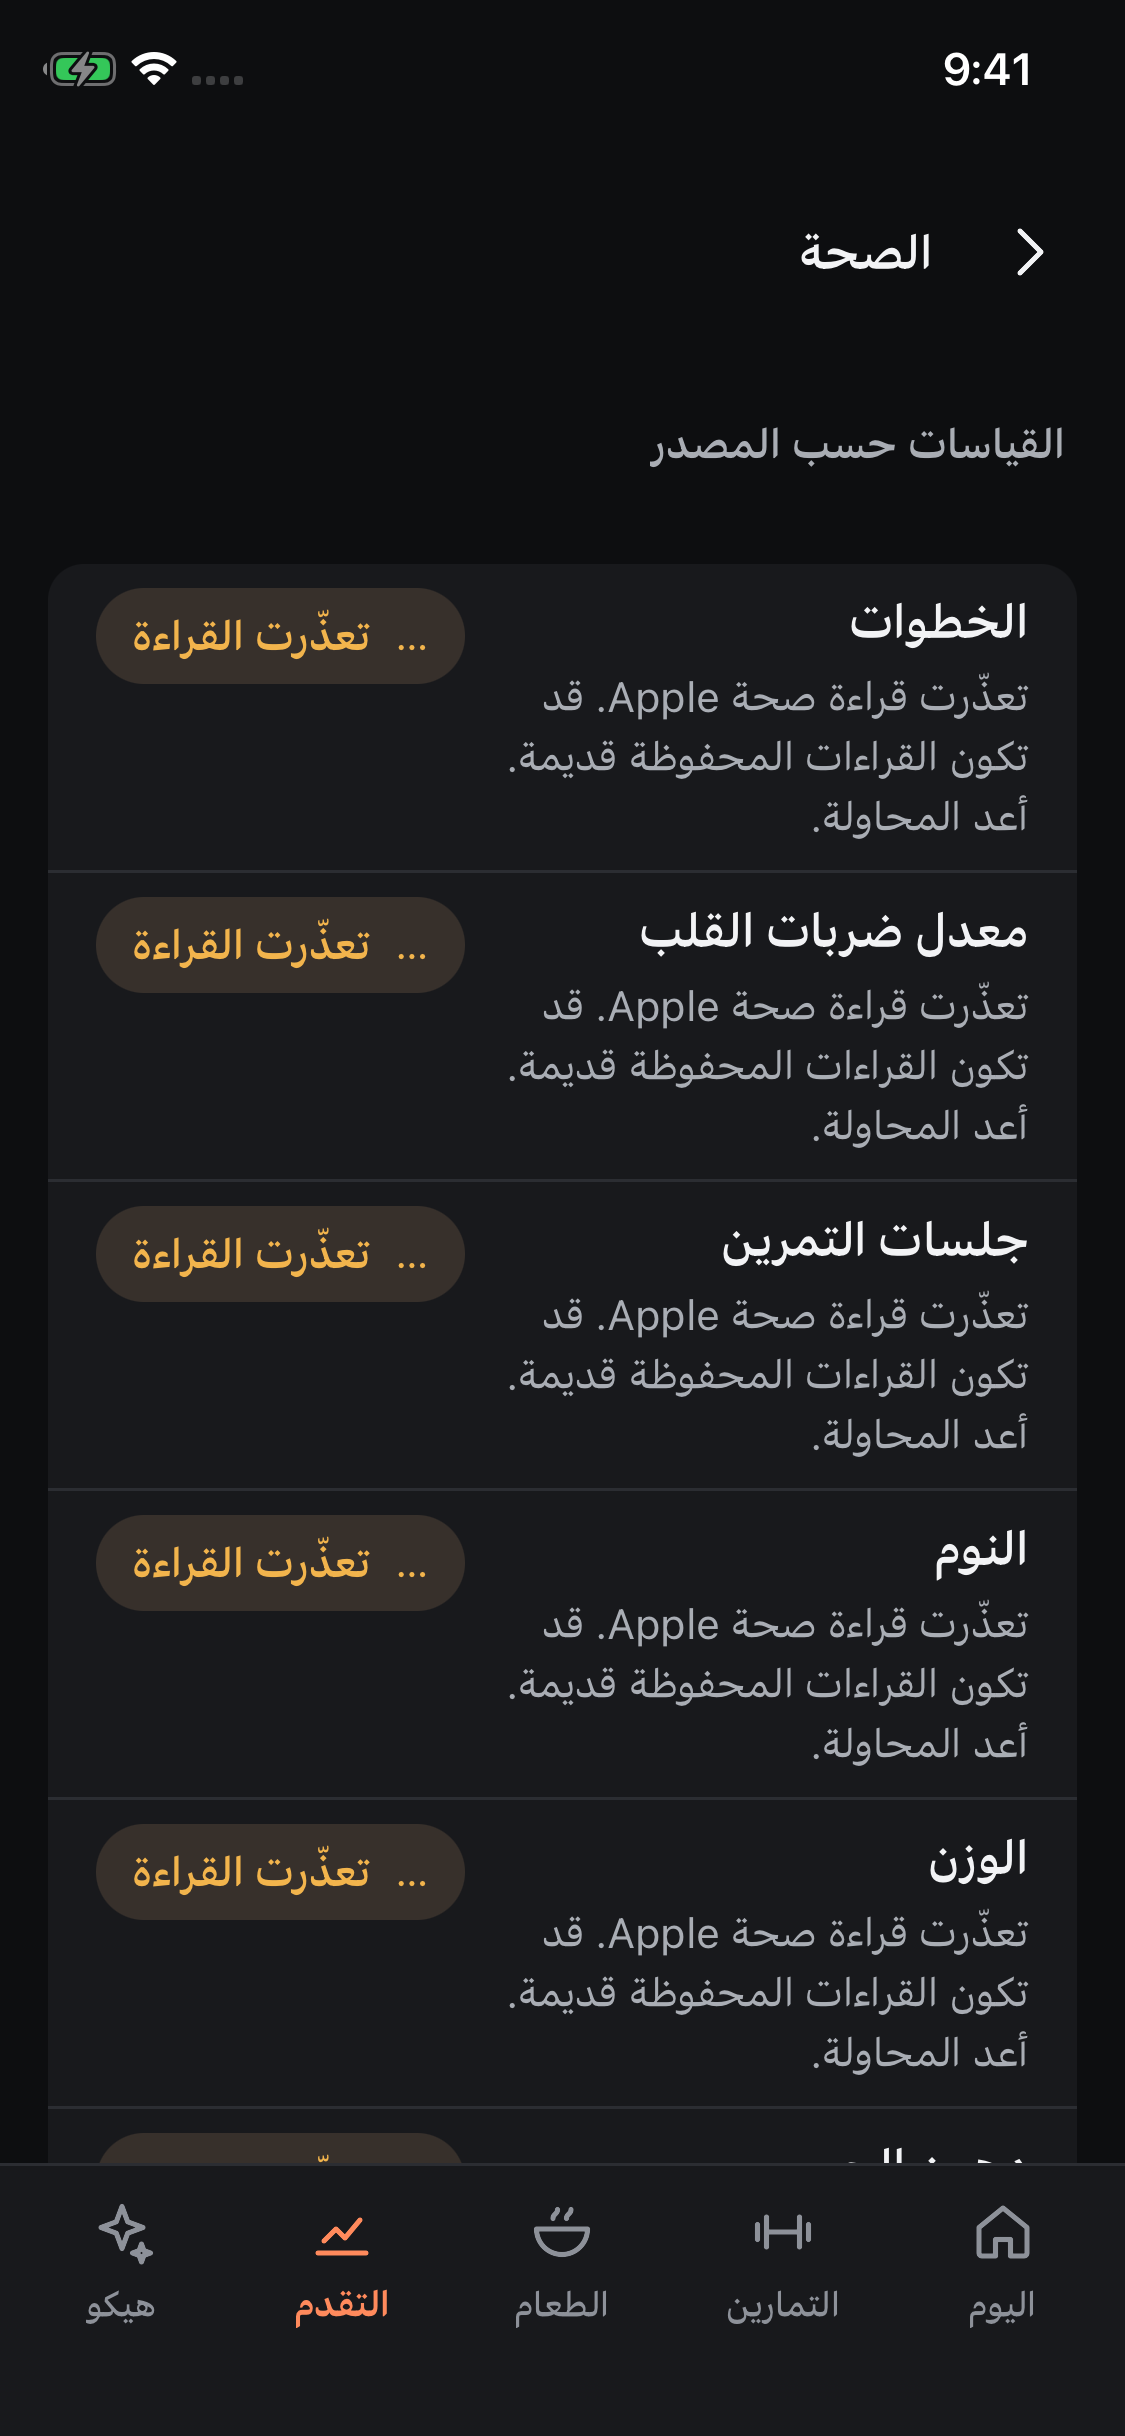 9:41
الصحة
القياسات حسب المصدر
الخطوات
... تعذّرت القراءة
تعذّرت قراءة صحة Apple. قد
تكون القراءات المحفوظة قديمة.
أعد المحاولة.
معدل ضربات القلب
... تعذّرت القراءة
تعذّرت قراءة صحة Apple. قد
تكون القراءات المحفوظة قديمة.
أعد المحاولة.
جلسات التمرين
... تعذّرت القراءة
تعذّرت قراءة صحة Apple. قد
تكون القراءات المحفوظة قديمة.
أعد المحاولة.
النوم
... تعذّرت القراءة
تعذّرت قراءة صحة Apple. قد
تكون القراءات المحفوظة قديمة.
أعد المحاولة.
الوزن
... تعذّرت القراءة
تعذّرت قراءة صحة Apple. قد
تكون القراءات المحفوظة قديمة.
أعد المحاولة.
اليوم
التمارين
الطعام
التقدم
هيكو